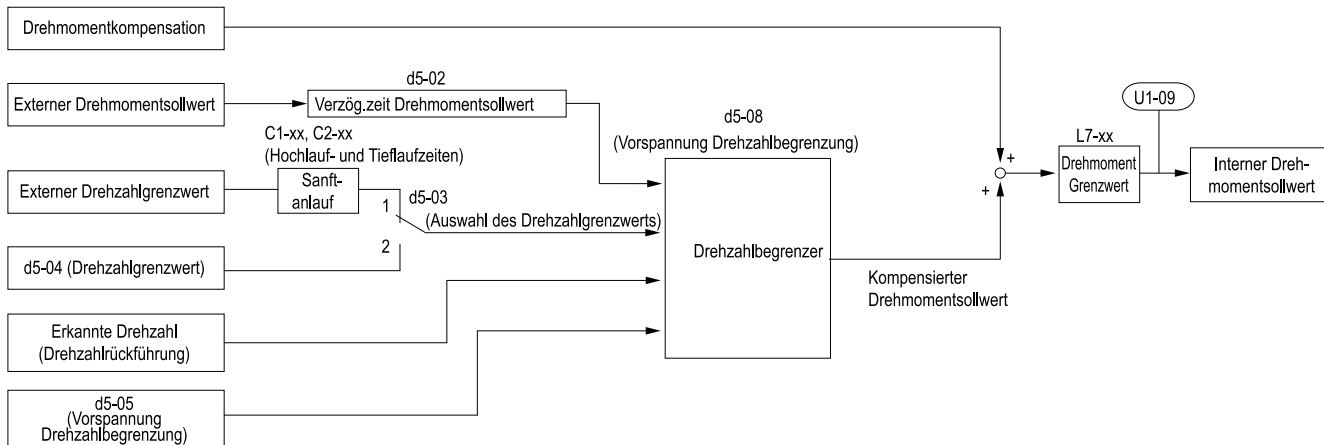 Drehmomentkompensation
Externer Drehmomentsollwert
d5-02
Verzög.zeit Drehmomentsollwert
C1-xx, C2-xx
(Hochlauf- und Tieflaufzeiten)
Externer Drehzahlgrenzwert
Sanft-
anlauf
d5-03
(Auswahl des Drehzahlgrenzwerts)
1
2
d5-04 (Drehzahlgrenzwert)
Erkannte Drehzahl
(Drehzahlrückführung)
d5-05
(Vorspannung
Drehzahlbegrenzung)
d5-08
(Vorspannung Drehzahlbegrenzung)
Drehzahlbegrenzer
Kompensierter
Drehmomentsollwert
+
+
L7-xx
Drehmoment
Grenzwert
U1-09
Interner Dreh-
momentsollwert